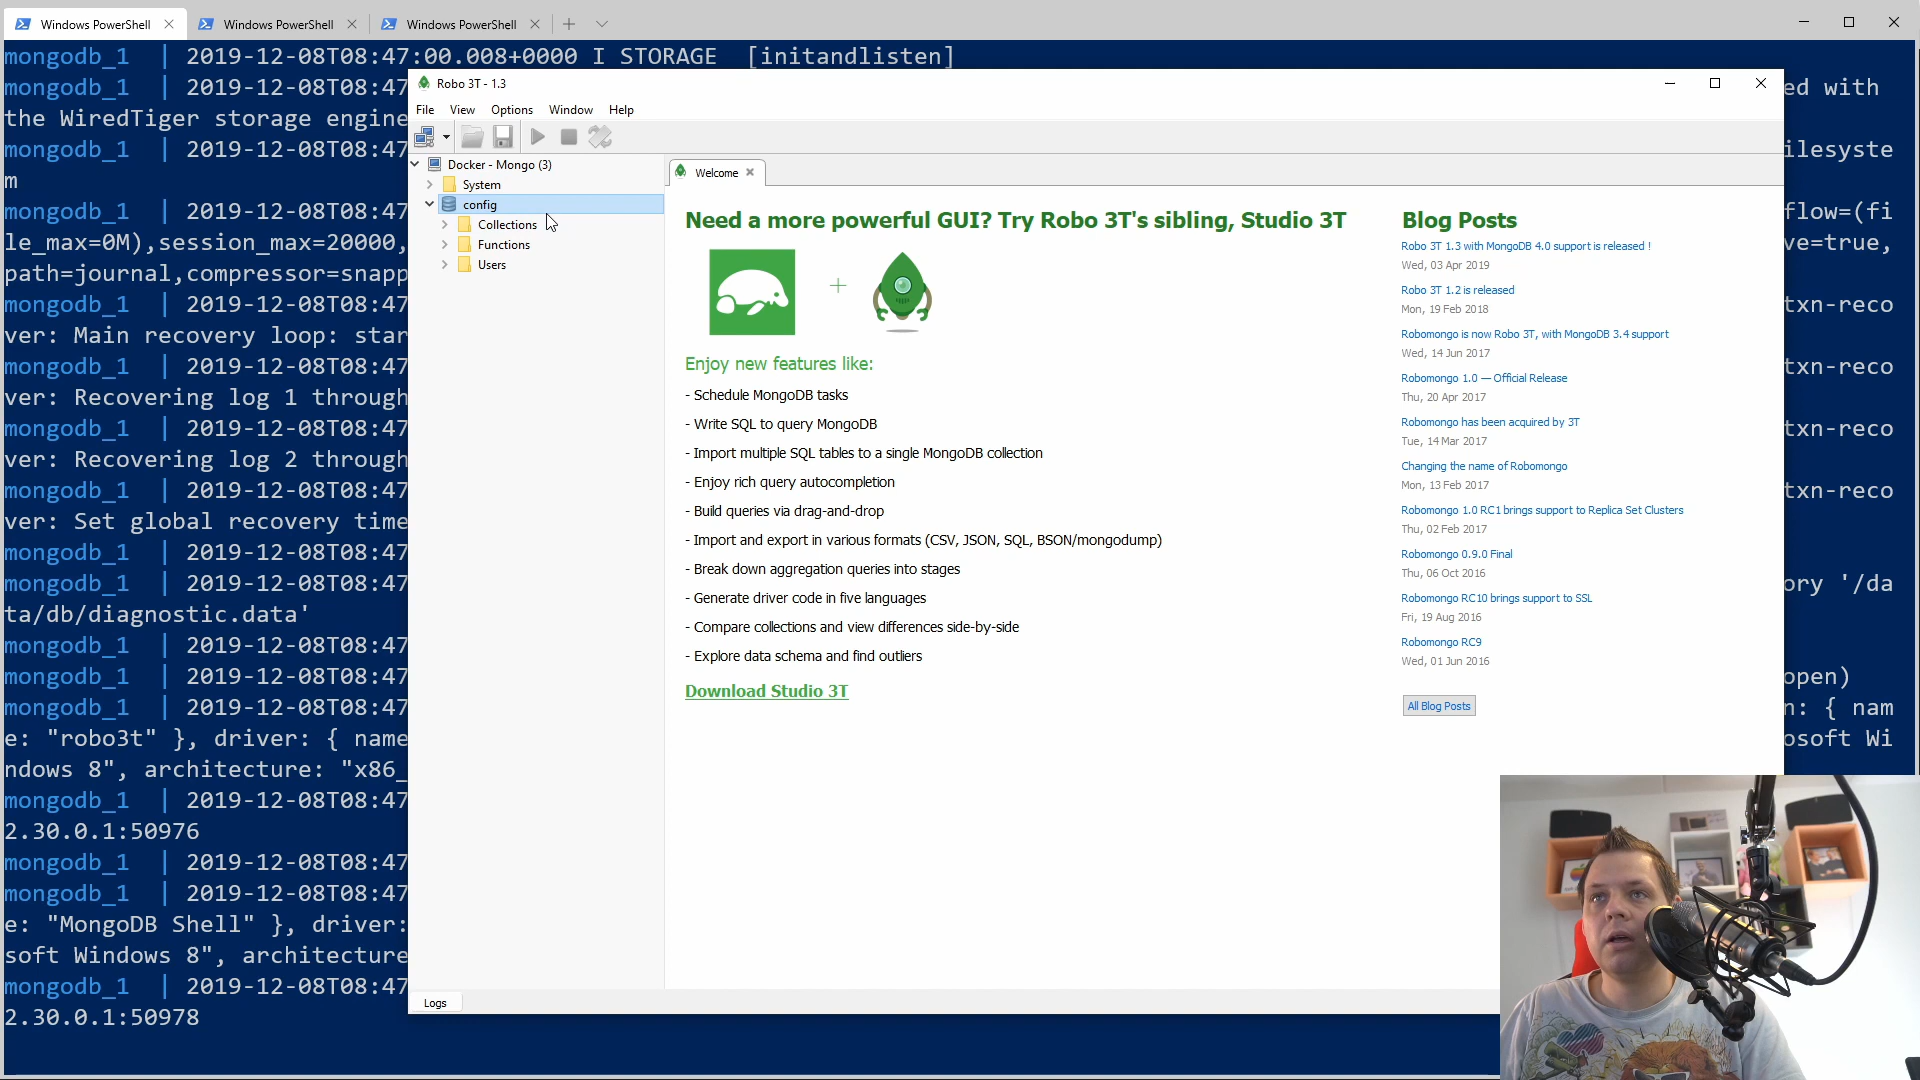 Windows PowerShell
Windows PowerShell
Windows PowerShell
mongodb_1 | 2019-12-08T08:47:00.008+0000 I STORAGE [initandlisten]
mongodb_1 | 2019-12-08T08:47
ed with
the WiredTiger storage engine
mongodb_1 | 2019-12-08T08:47
ilesyste
m
mongodb_1 | 2019-12-08T08:47
flow=(fi
le_max=0M),session_max=20000,
ve=true,
path=journal,compressor=snapp
mongodb_1 | 2019-12-08T08:47
txn-reco
ver: Main recovery loop: star
mongodb_1 | 2019-12-08T08:47
txn-reco
ver: Recovering log 1 through
mongodb_1 | 2019-12-08T08:47
txn-reco
ver: Recovering log 2 through
mongodb_1 | 2019-12-08T08:47
txn-reco
ver: Set global recovery time
mongodb_1 | 2019-12-08T08:47
mongodb_1 | 2019-12-08T08:47
ory '/da
ta/db/diagnostic.data'
mongodb_1 | 2019-12-08T08:47
mongodb_1 | 2019-12-08T08:47
open)
mongodb_1 | 2019-12-08T08:47
n: { nam
e: "robo3t" }, driver: { name
osoft Wi
ndows 8", architecture: "x86_
mongodb_1 | 2019-12-08T08:47
2.30.0.1:50976
mongodb_1 | 2019-12-08T08:47
mongodb_1 | 2019-12-08T08:47
e: "MongoDB Shell" }, driver:
soft Windows 8", architecture
mongodb_1 | 2019-12-08T08:47
2.30.0.1:50978
Robo 3T - 1.3
File View Options Window Help
Docker - Mongo (3)
System
config
Collections
Functions
Users
Welcome
Need a more powerful GUI? Try Robo 3T's sibling, Studio 3T
+
Enjoy new features like:
- Schedule MongoDB tasks
- Write SQL to query MongoDB
- Import multiple SQL tables to a single MongoDB collection
- Enjoy rich query autocompletion
- Build queries via drag-and-drop
- Import and export in various formats (CSV, JSON, SQL, BSON/mongodump)
- Break down aggregation queries into stages
- Generate driver code in five languages
- Compare collections and view differences side-by-side
- Explore data schema and find outliers
Download Studio 3T
Blog Posts
Robo 3T 1.3 with MongoDB 4.0 support is released !
Wed, 03 Apr 2019
Robo 3T 1.2 is released
Mon, 19 Feb 2018
Robomongo is now Robo 3T, with MongoDB 3.4 support
Wed, 14 Jun 2017
Robomongo 1.0 — Official Release
Thu, 20 Apr 2017
Robomongo has been acquired by 3T
Tue, 14 Mar 2017
Changing the name of Robomongo
Mon, 13 Feb 2017
Robomongo 1.0 RC1 brings support to Replica Set Clusters
Thu, 02 Feb 2017
Robomongo 0.9.0 Final
Thu, 06 Oct 2016
Robomongo RC10 brings support to SSL
Fri, 19 Aug 2016
Robomongo RC9
Wed, 01 Jun 2016
All Blog Posts
Logs